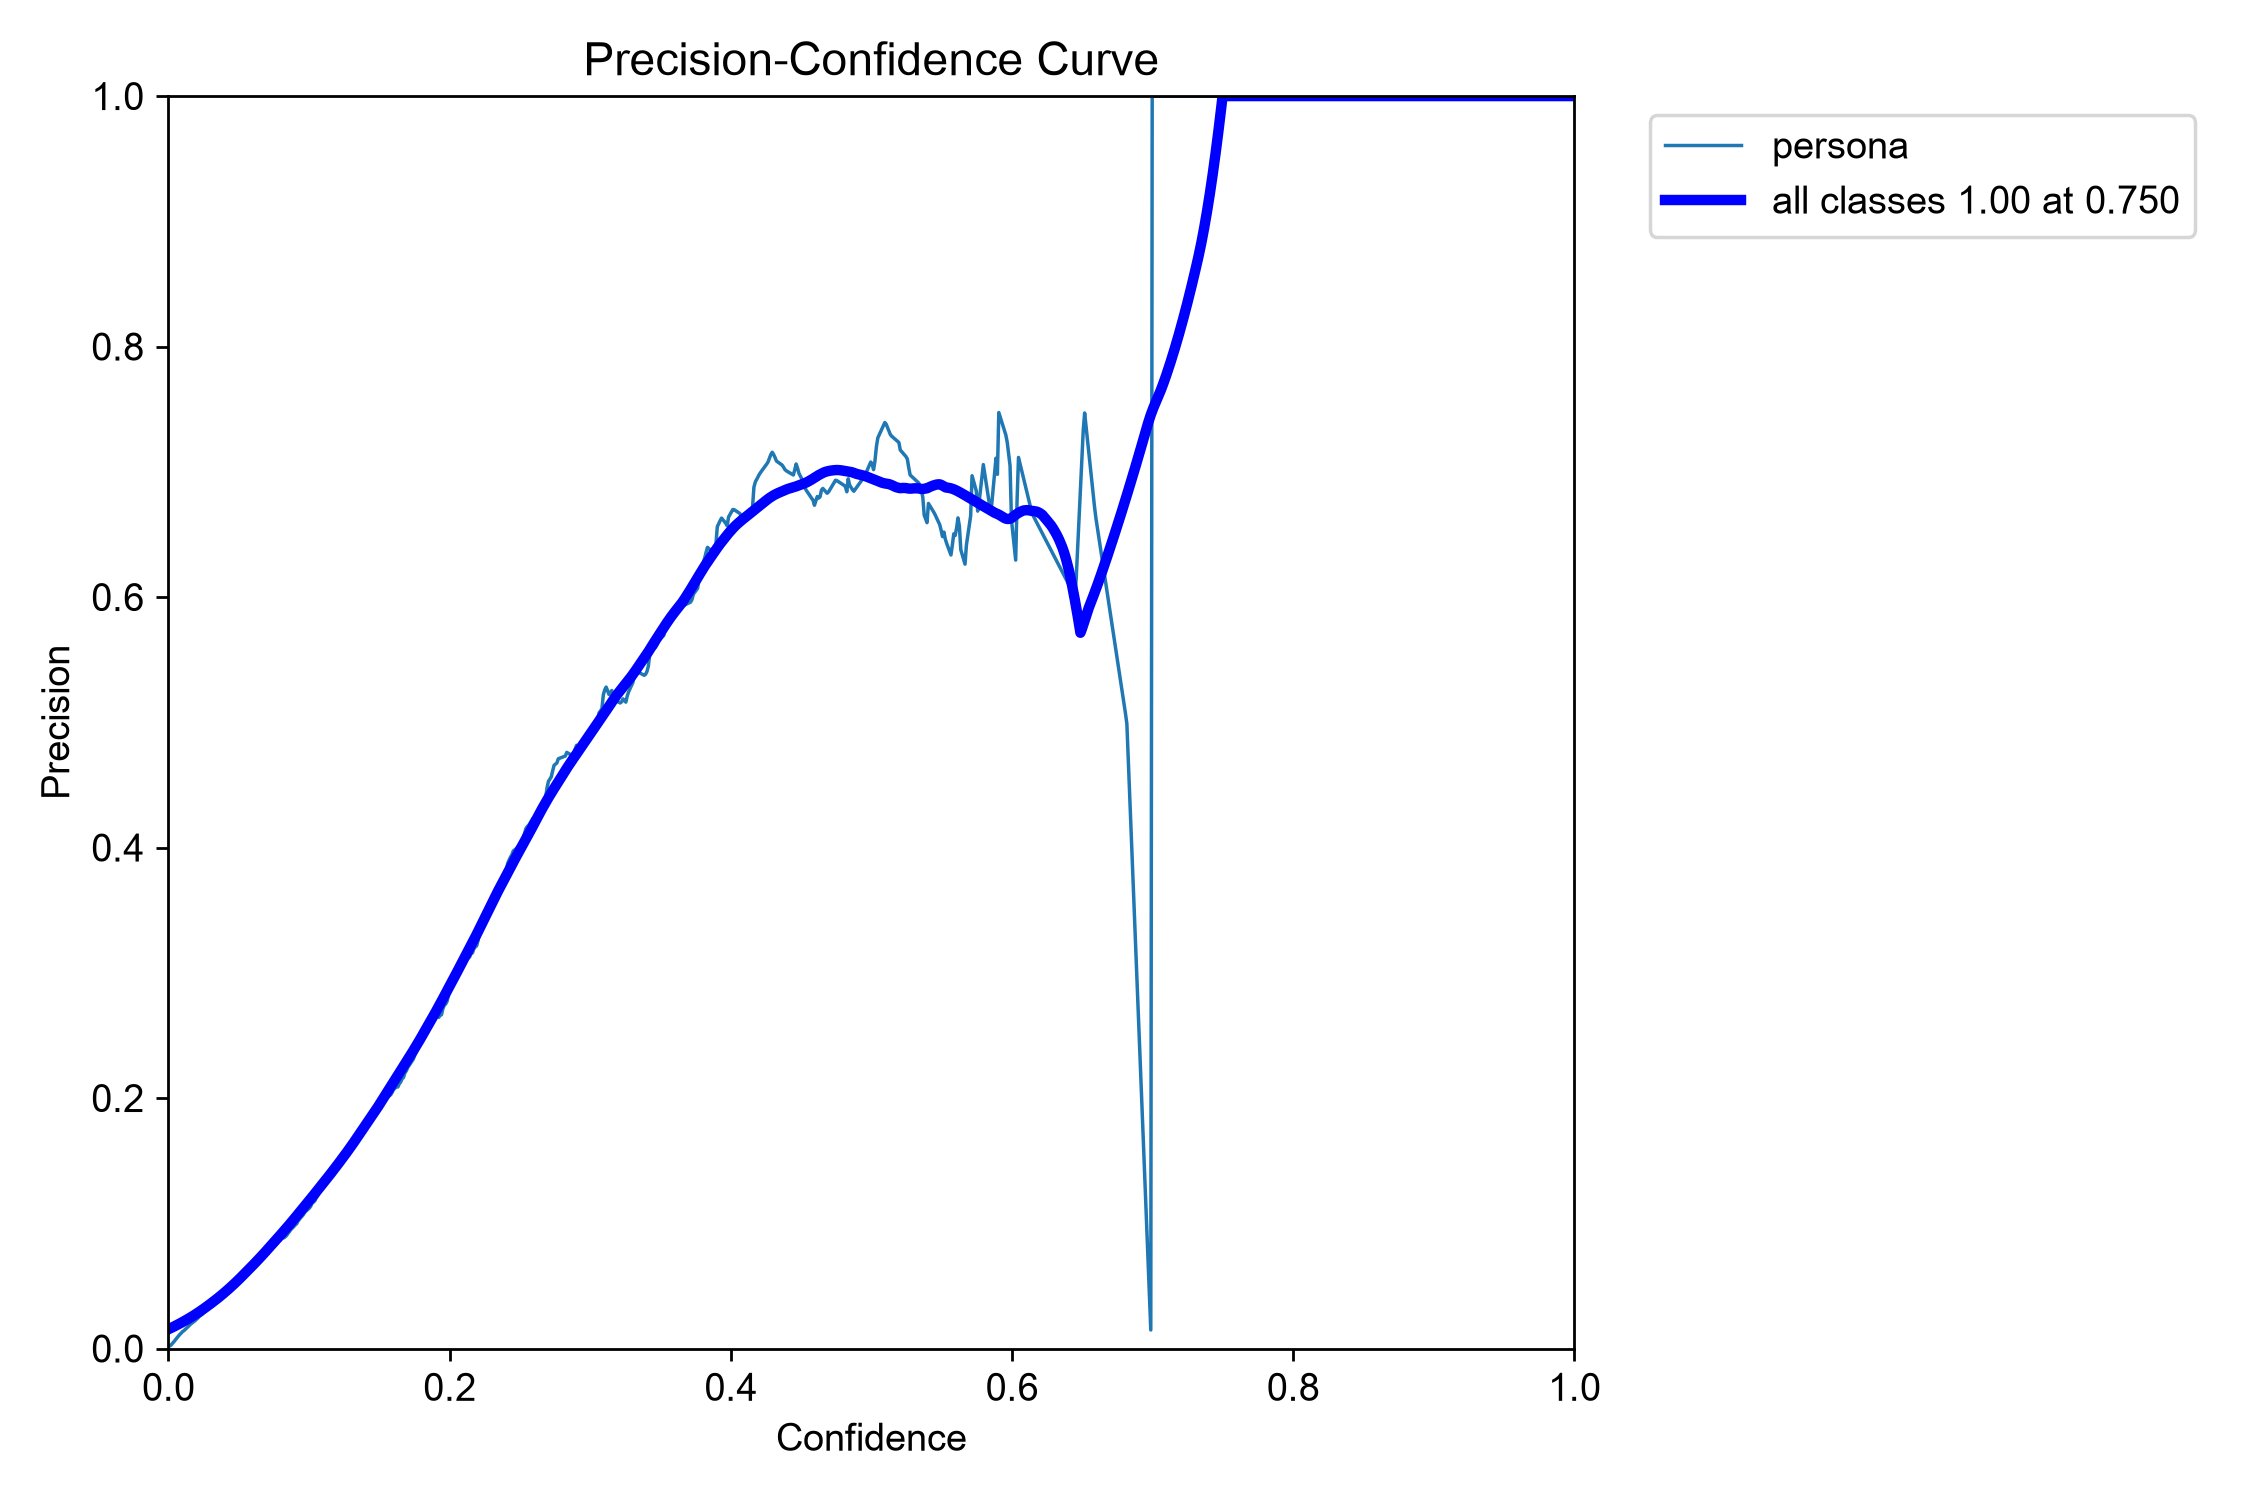 Precision-Confidence Curve
1.0
0.8
0.6
0.4
0.2
0.0
Precision
0.0 0.2 0.4 0.6 0.8 1.0
Confidence
persona
all classes 1.00 at 0.750